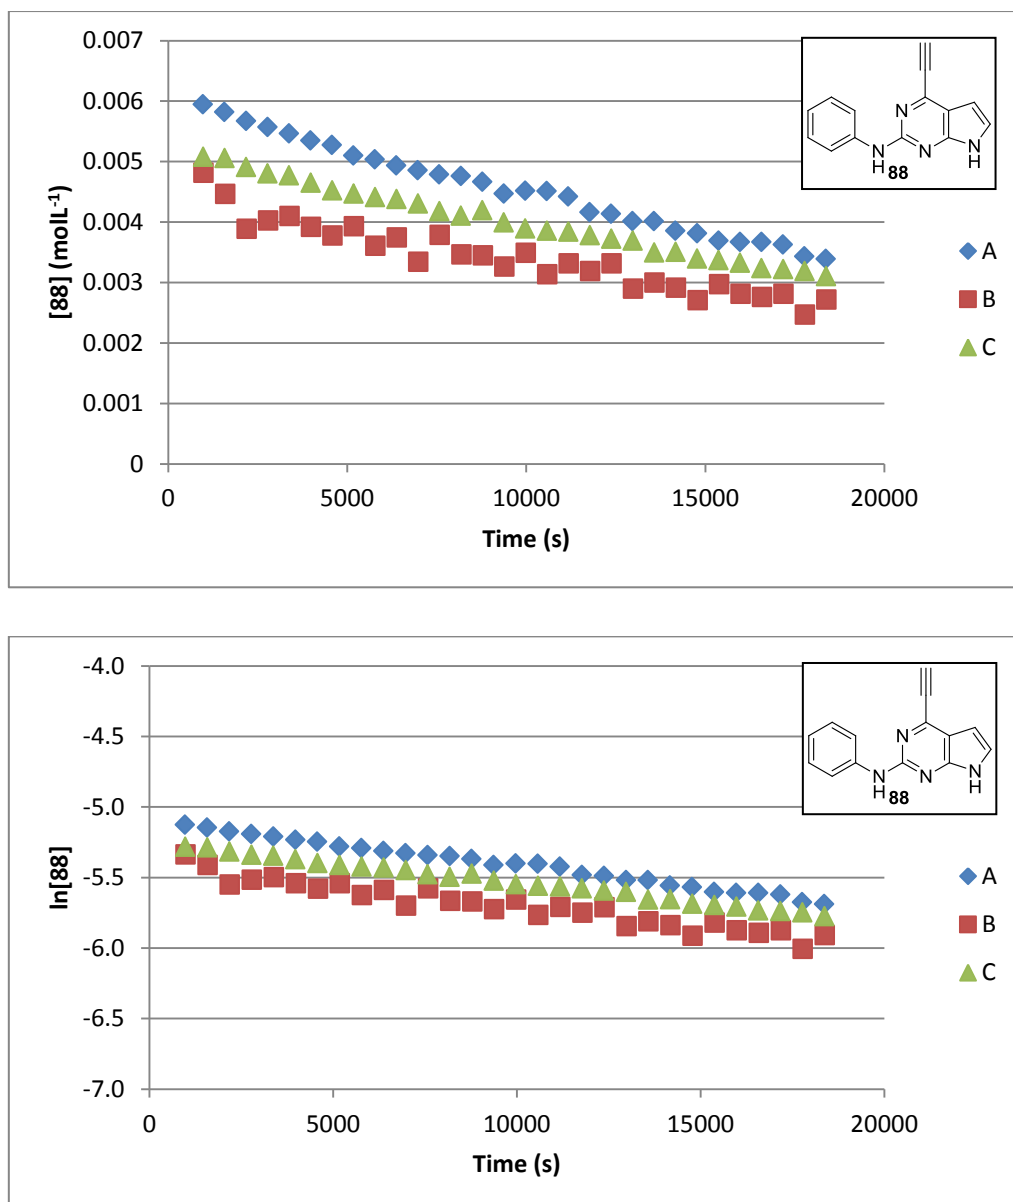 0.007
0.006
0.005
0.004
0.003
0.002
0.001
0
[88] (molL⁻¹)
0 5000 10000 15000 20000
Time (s)
A
B
C
N
N
H
88
N
N
H
-4.0
-4.5
-5.0
-5.5
-6.0
-6.5
-7.0
ln[88]
0 5000 10000 15000 20000
Time (s)
A
B
C
N
N
H
88
N
N
H